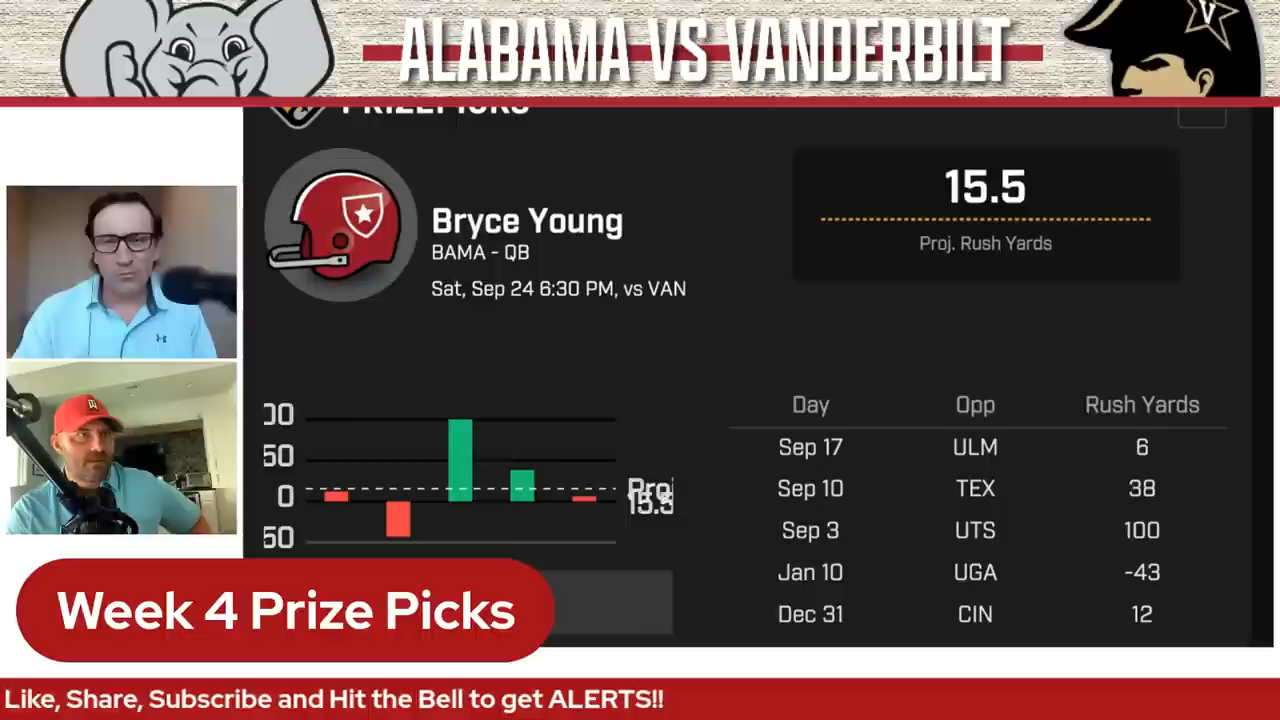 ALABAMA VS VANDERBILT
PRIZEPICKS
Bryce Young
BAMA - QB
Sat, Sep 24 6:30 PM, vs VAN
15.5
Proj. Rush Yards
00
50
0
50
15.5
Day Opp Rush Yards
Sep 17 ULM 6
Sep 10 TEX 38
Sep 3 UTS 100
Jan 10 UGA -43
Dec 31 CIN 12
Week 4 Prize Picks
Like, Share, Subscribe and Hit the Bell to get ALERTS!!
V
W